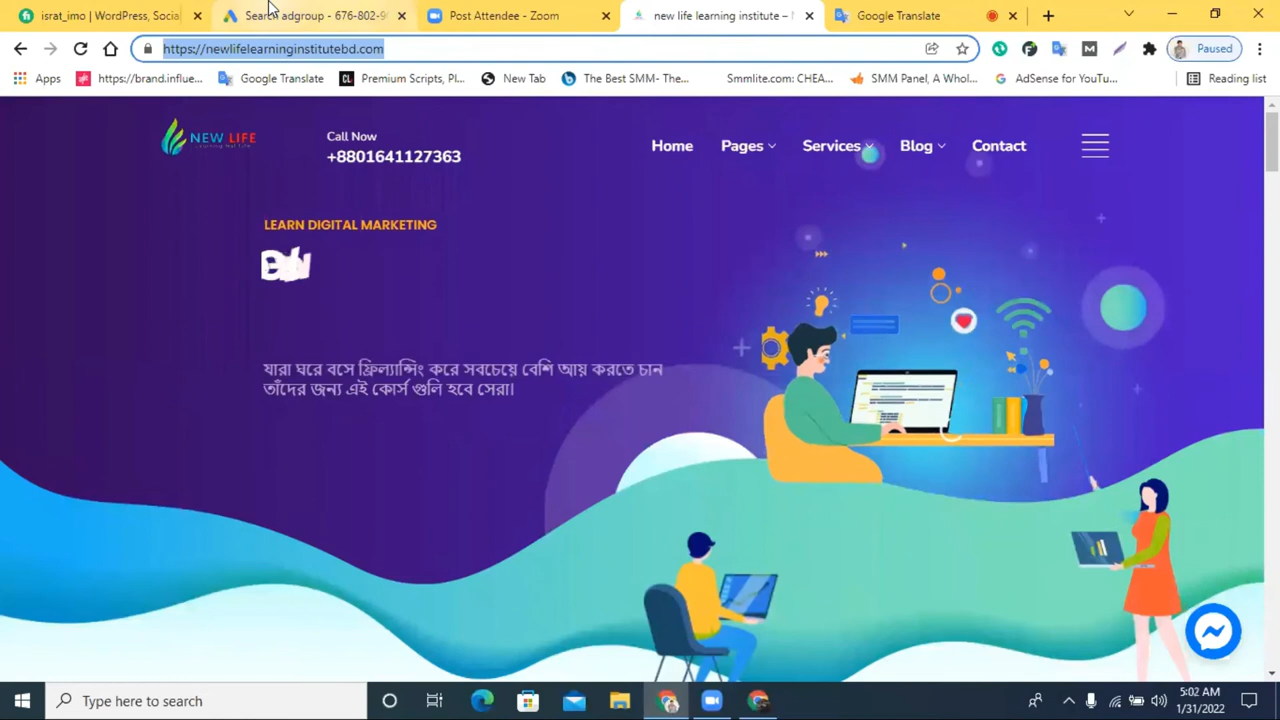 israt_imo | WordPress, Socia
Search adgroup - 676-802-9
Post Attendee - Zoom
new life learning institute – N
Google Translate
https://newlifelearninginstitutebd.com
Paused
Apps
https://brand.influe...
Google Translate
Premium Scripts, Pl...
New Tab
The Best SMM- The...
Smmlite.com: CHEA...
SMM Panel, A Whol...
AdSense for YouTu...
Reading list
NEW LIFE
Call Now
+8801641127363
Home
Pages
Services
Blog
Contact
LEARN DIGITAL MARKETING
যারা ঘরে বসে ফ্রিল্যান্সিং করে সবচেয়ে বেশি আয় করতে চান
তাঁদের জন্য এই কোর্স গুলি হবে সেরা।
Type here to search
5:02 AM
1/31/2022